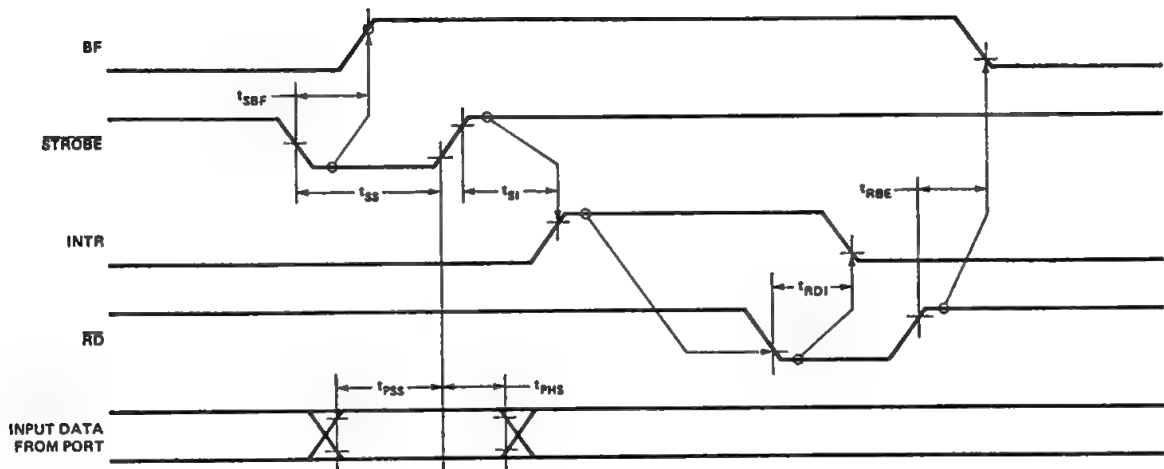 BF
tSBF
STROBE
tSS
tSI
tRBE
INTR
tRDI
RD
tPSS
tPHS
INPUT DATA
FROM PORT